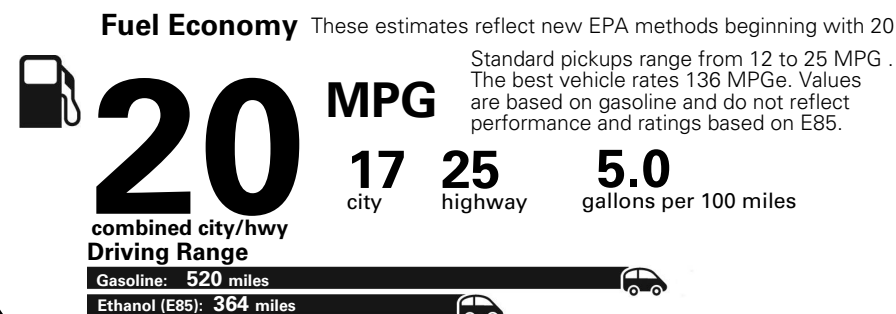 Fuel Economy These estimates reflect new EPA methods beginning with 20
Standard pickups range from 12 to 25 MPG .
The best vehicle rates 136 MPGe. Values
are based on gasoline and do not reflect
performance and ratings based on E85.
20 MPG
17 25 5.0
city highway gallons per 100 miles
combined city/hwy
Driving Range
Gasoline: 520 miles
Ethanol (E85): 364 miles